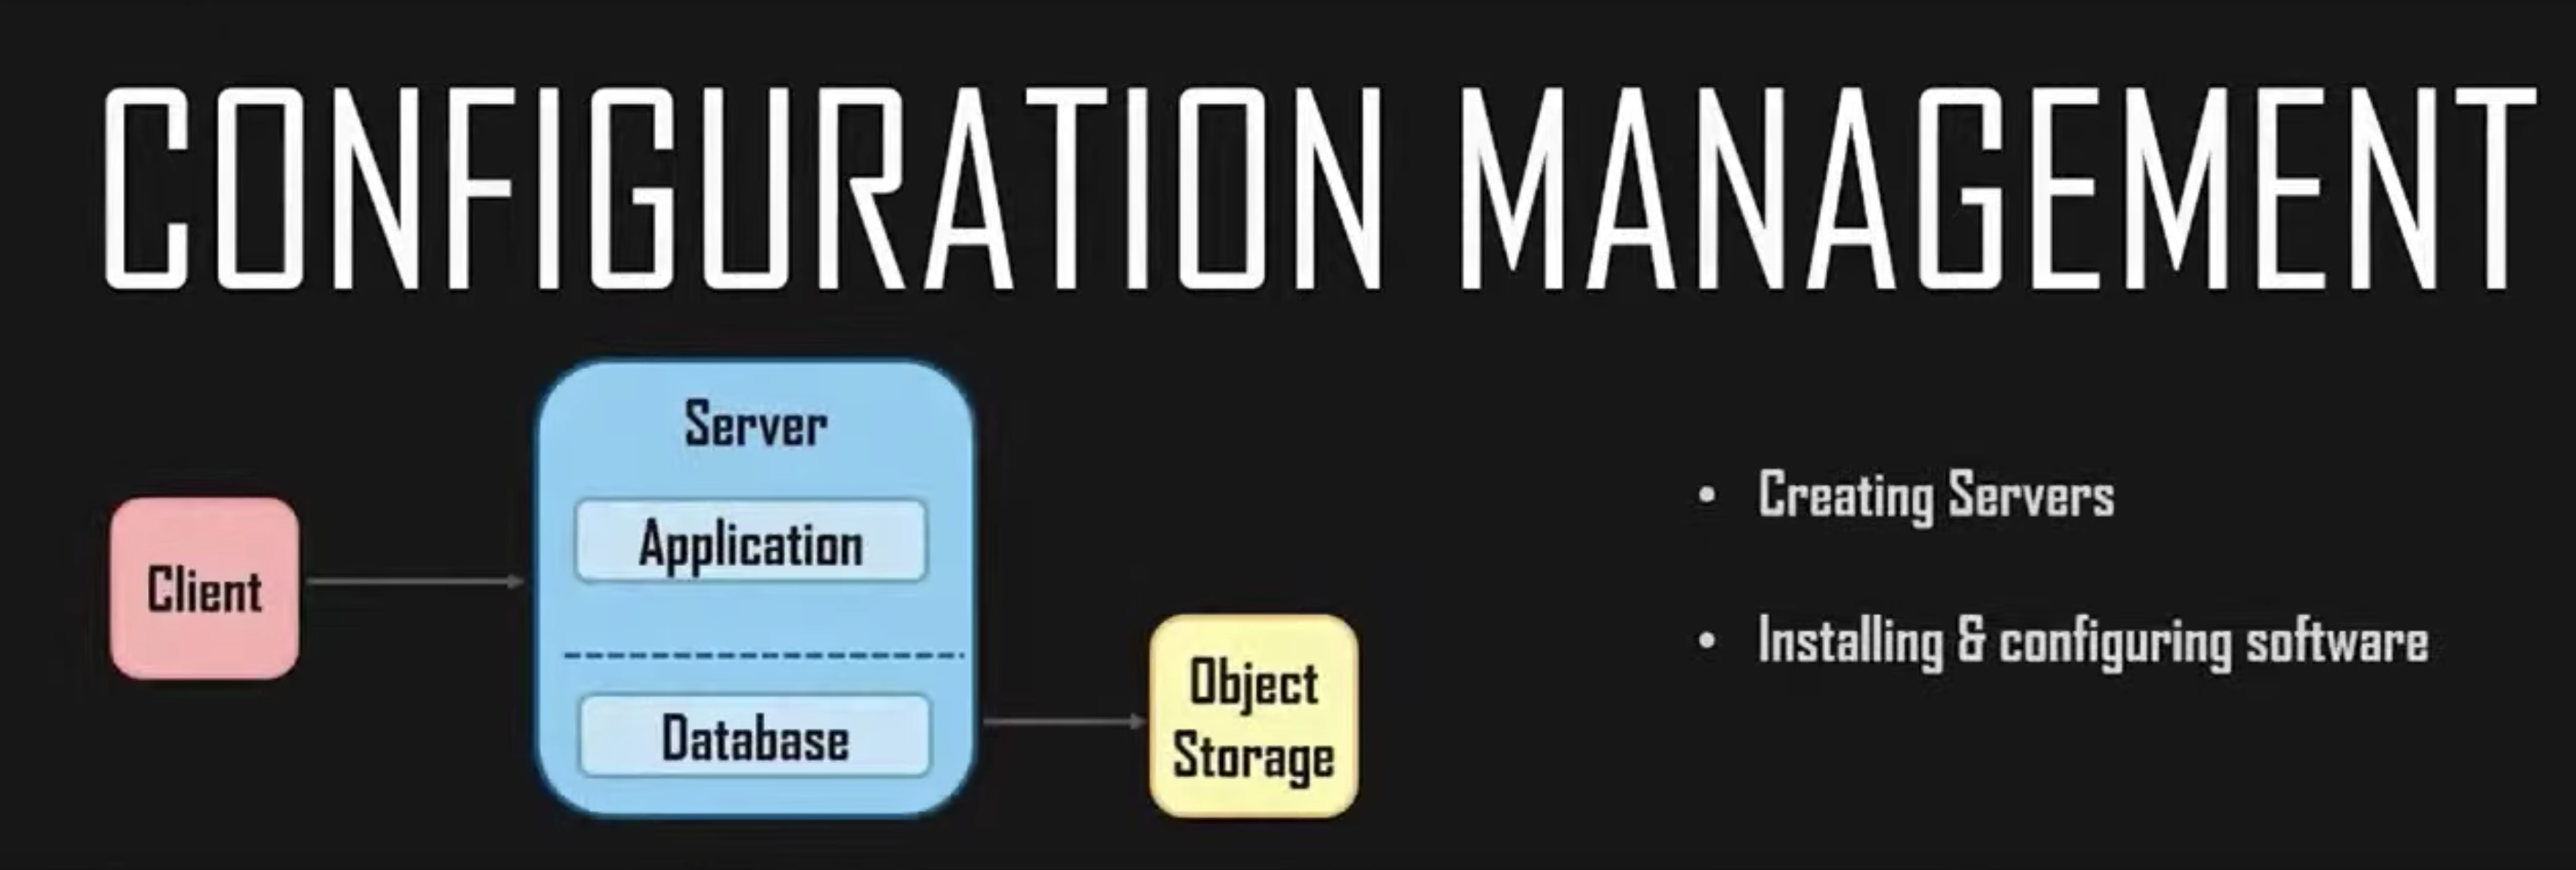 CONFIGURATION MANAGEMENT
Server
Application
Client
Database
Object
Storage
• Creating Servers
• Installing & configuring software